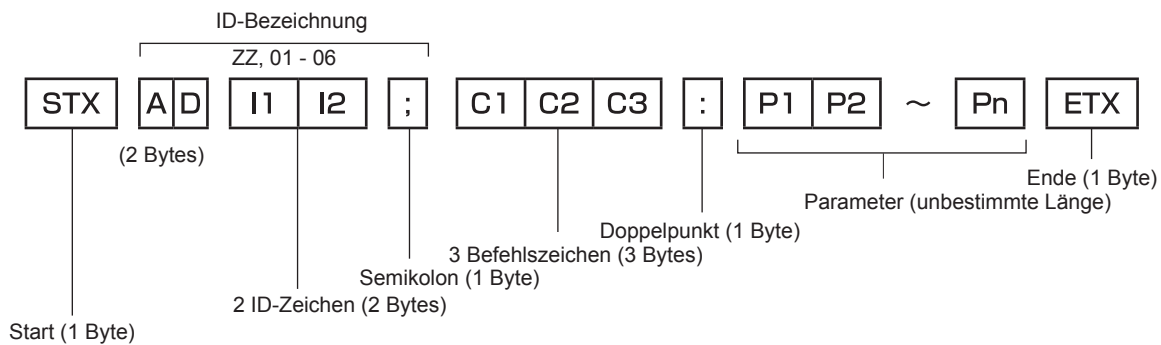 ID-Bezeichnung
ZZ, 01 - 06
STX A D I1 I2 ; C1 C2 C3 : P1 P2 ~ Pn ETX
(2 Bytes)
Ende (1 Byte)
Parameter (unbestimmte Länge)
Doppelpunkt (1 Byte)
3 Befehlszeichen (3 Bytes)
Semikolon (1 Byte)
2 ID-Zeichen (2 Bytes)
Start (1 Byte)